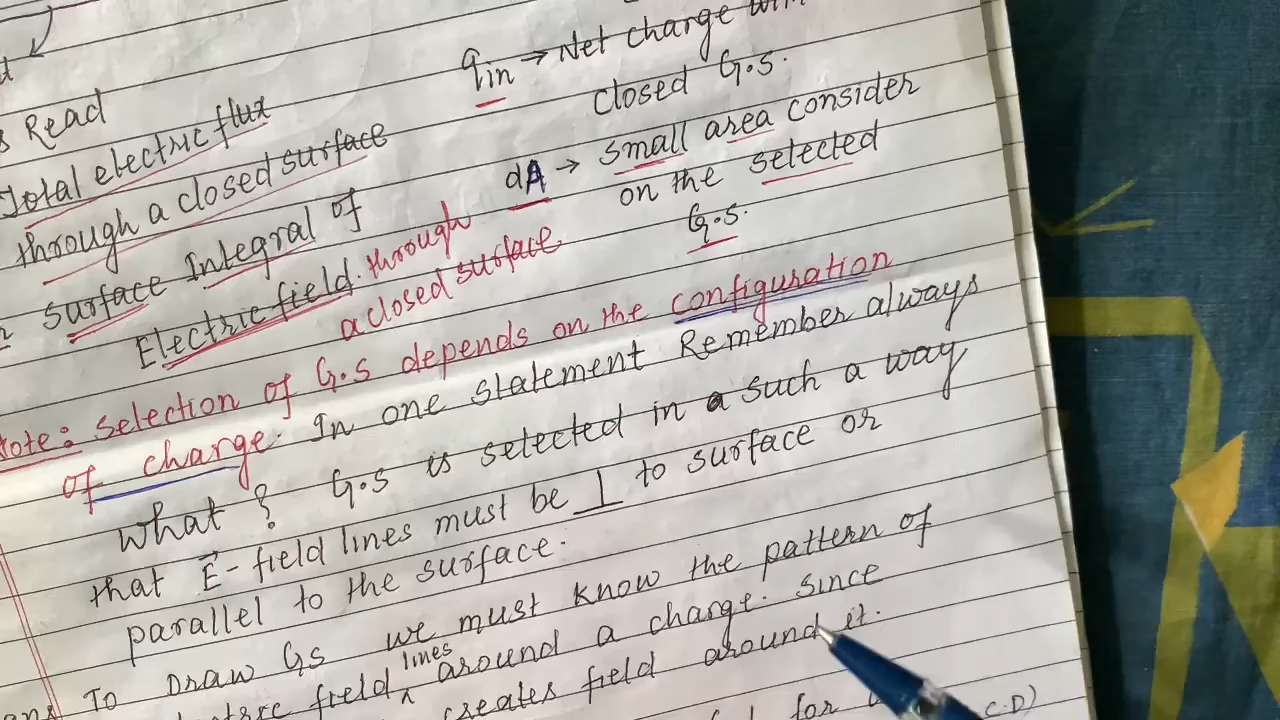 qin → Net charge
closed G.S.
Read
Total electric flux
through a closed surface
dA → small area consider
on the selected
G.S.
surface Integral of
Electric field. through
a closed surface
Note: Selection of G.S depends on the configuration
of charge. In one statement Remember always
what? G.S is selected in a such a way
that E⃗-field lines must be ⊥ to surface or
parallel to the surface.
To Draw GS we must know the pattern of
field lines around a charge. Since
creates field around it.
for
C.D)